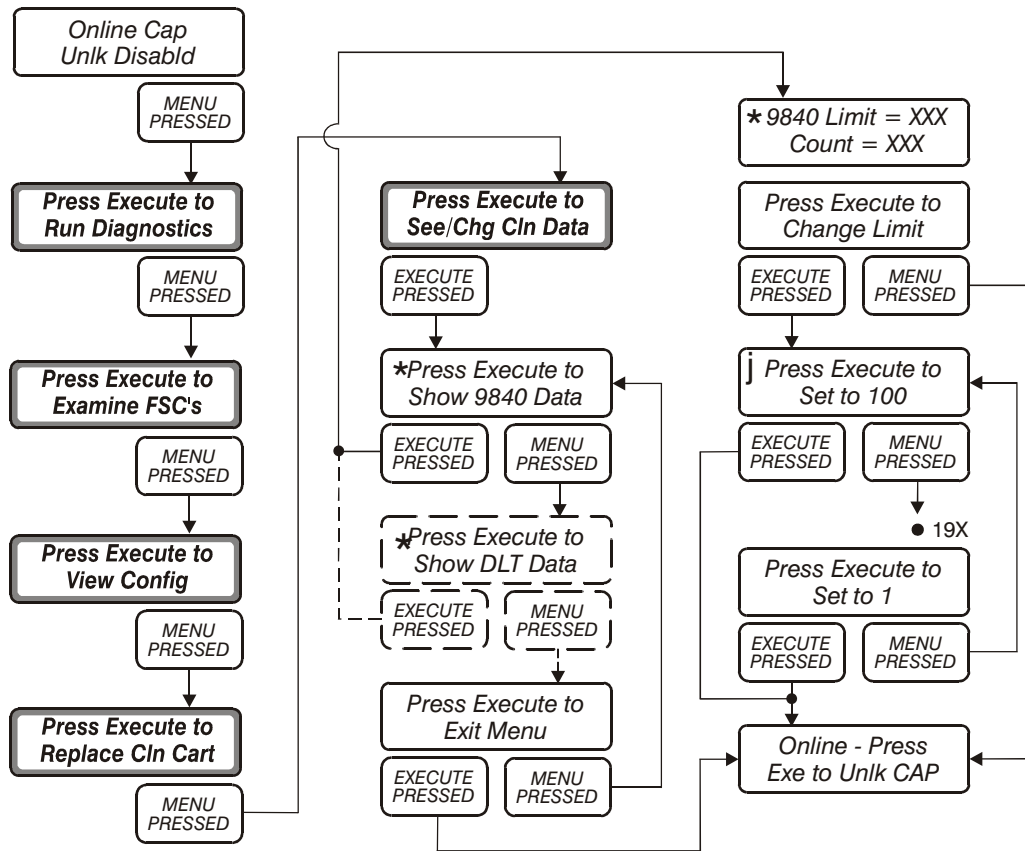 Online Cap
Unlk Disabld
MENU
PRESSED
Press Execute to
Run Diagnostics
MENU
PRESSED
Press Execute to
Examine FSC's
MENU
PRESSED
Press Execute to
View Config
MENU
PRESSED
Press Execute to
Replace Cln Cart
MENU
PRESSED
Press Execute to
See/Chg Cln Data
EXECUTE
PRESSED
*Press Execute to
Show 9840 Data
EXECUTE
PRESSED
MENU
PRESSED
*Press Execute to
Show DLT Data
EXECUTE
PRESSED
MENU
PRESSED
Press Execute to
Exit Menu
EXECUTE
PRESSED
MENU
PRESSED
*9840 Limit = XXX
Count = XXX
Press Execute to
Change Limit
EXECUTE
PRESSED
MENU
PRESSED
j Press Execute to
Set to 100
EXECUTE
PRESSED
MENU
PRESSED
● 19X
Press Execute to
Set to 1
EXECUTE
PRESSED
MENU
PRESSED
Online - Press
Exe to Unlk CAP